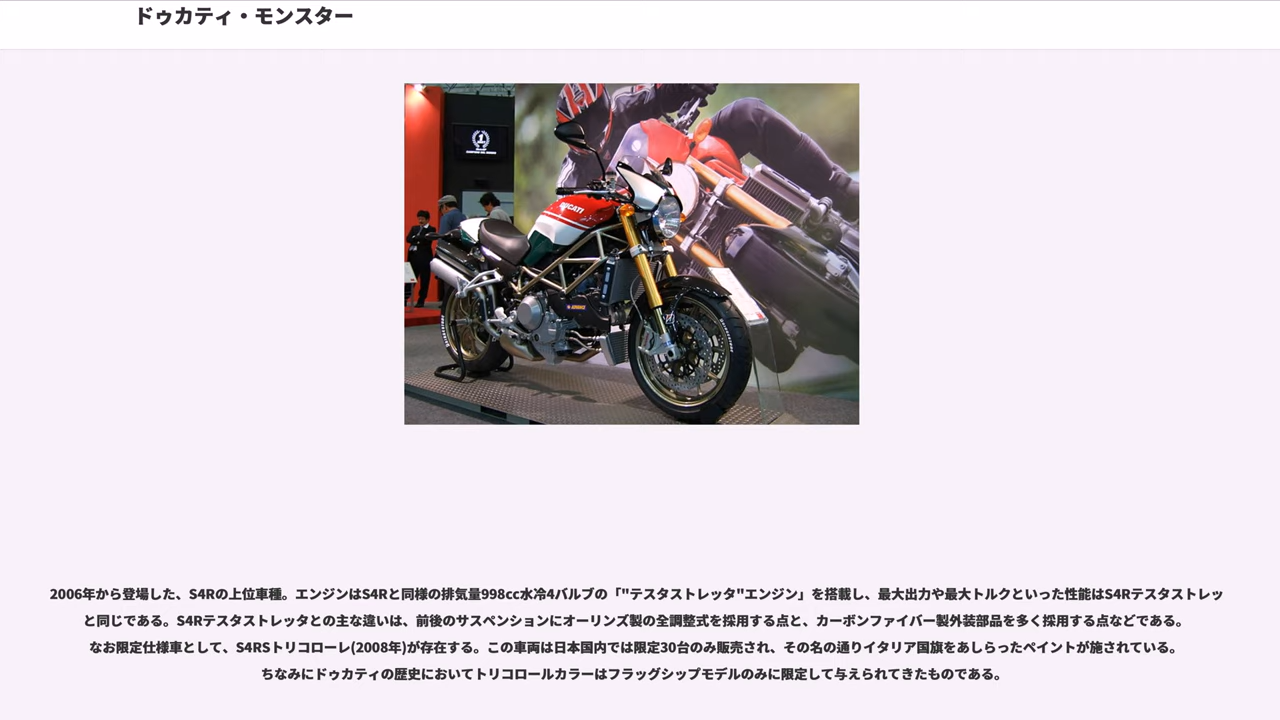 ドゥカティ・モンスター
DUCATI
2006年から登場した、S4Rの上位車種。エンジンはS4Rと同様の排気量998cc水冷4バルブの「"テスタストレッタ"エンジン」を搭載し、最大出力や最大トルクといった性能はS4Rテスタストレッ
と同じである。S4Rテスタストレッタとの主な違いは、前後のサスペンションにオーリンズ製の全調整式を採用する点と、カーボンファイバー製外装部品を多く採用する点などである。
なお限定仕様車として、S4RSトリコローレ(2008年)が存在する。この車両は日本国内では限定30台のみ販売され、その名の通りイタリア国旗をあしらったペイントが施されている。
ちなみにドゥカティの歴史においてトリコロールカラーはフラッグシップモデルのみに限定して与えられてきたものである。